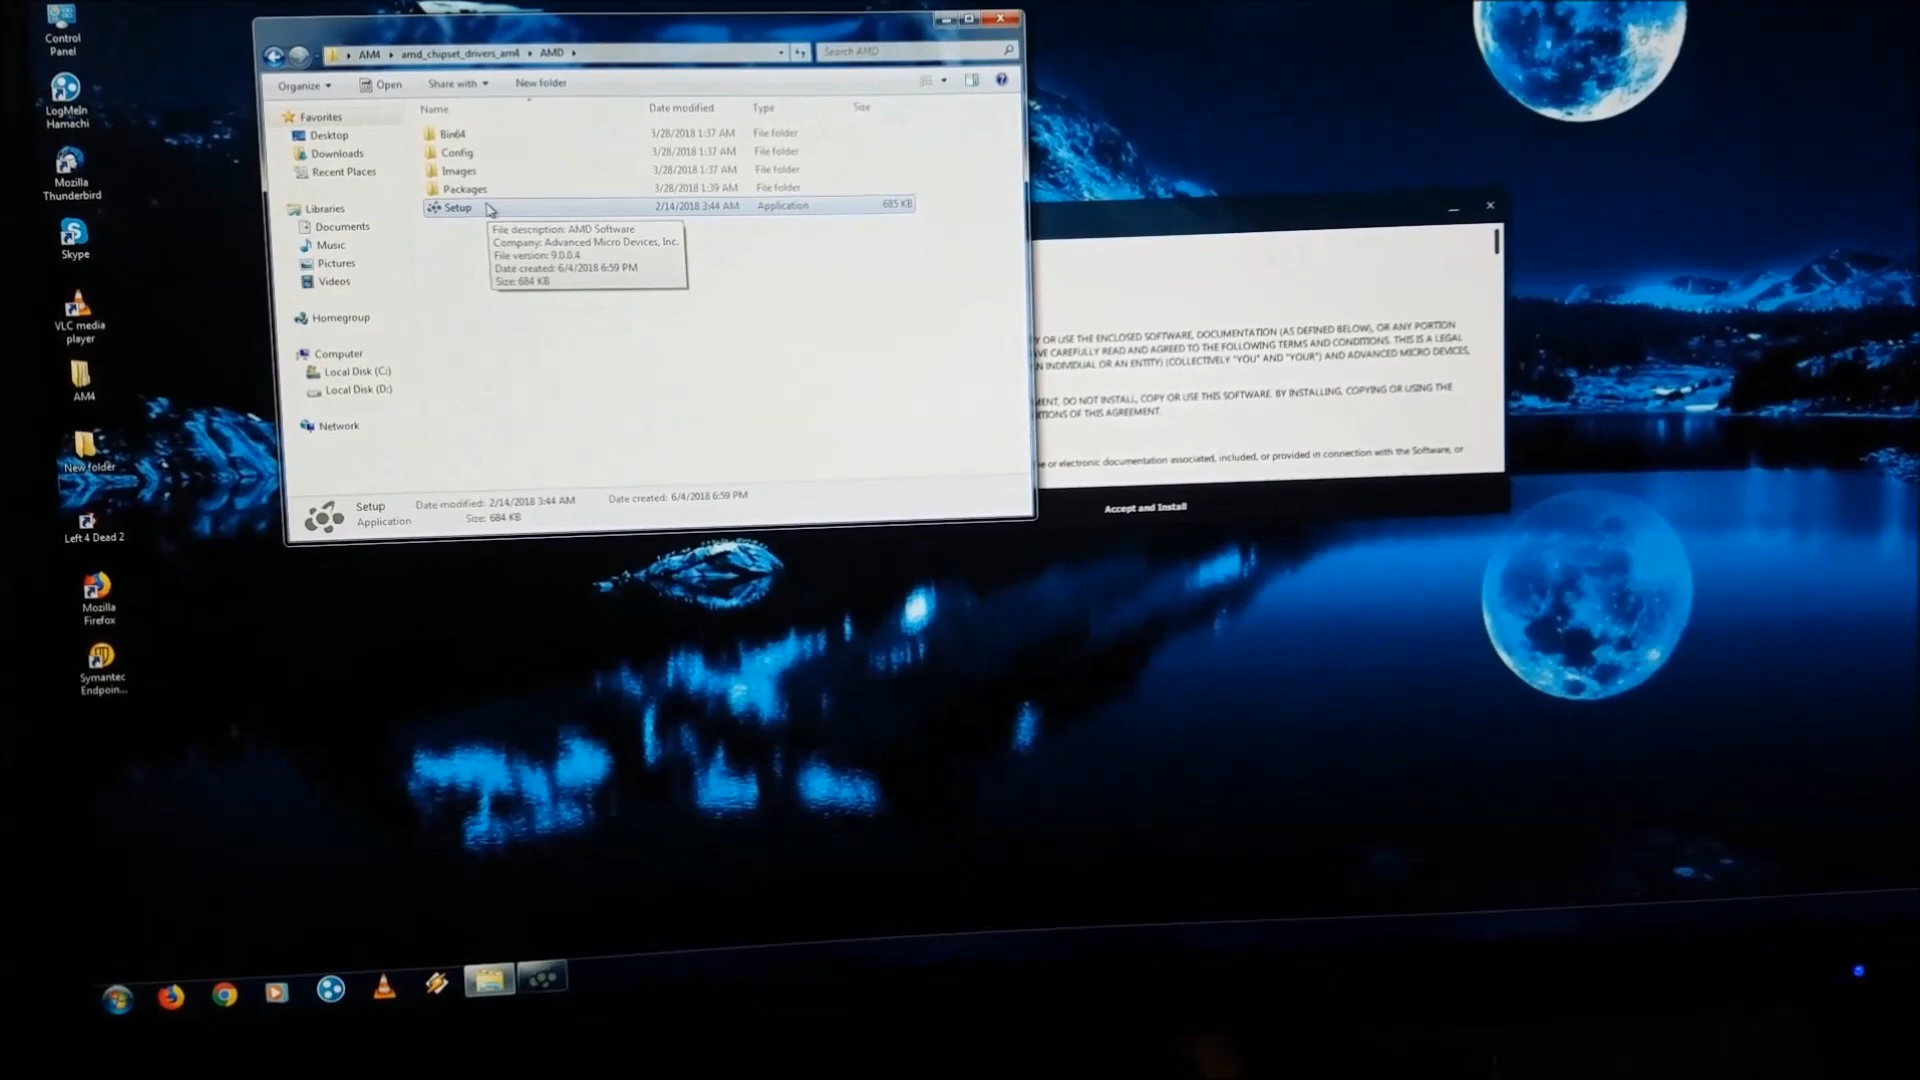 Control
Panel
LogMeIn
Hamachi
Mozilla
Thunderbird
Skype
VLC media
player
AM4
New folder
Left 4 Dead 2
Mozilla
Firefox
Symantec
Endpoin...
AM4
amd_chipset_drivers_am4
AMD
Search AMD
Organize
Open
Share with
New folder
Name Date modified Type Size
Bin64 3/28/2018 1:37 AM File folder
Config 3/28/2018 1:37 AM File folder
Images 3/28/2018 1:37 AM File folder
Packages 3/28/2018 1:39 AM File folder
Setup 2/14/2018 3:44 AM Application 685 KB
File description: AMD Software
Company: Advanced Micro Devices, Inc.
File version: 9.0.0.4
Date created: 6/4/2018 6:59 PM
Size: 684 KB
Favorites
Desktop
Downloads
Recent Places
Libraries
Documents
Music
Pictures
Videos
Homegroup
Computer
Local Disk (C:)
Local Disk (D:)
Network
Setup Date modified: 2/14/2018 3:44 AM Date created: 6/4/2018 6:59 PM
Application Size: 684 KB
Y OR USE THE ENCLOSED SOFTWARE, DOCUMENTATION (AS DEFINED BELOW), OR ANY PORTION
VE CAREFULLY READ AND AGREED TO THE FOLLOWING TERMS AND CONDITIONS. THIS IS A LEGAL
N INDIVIDUAL OR AN ENTITY) (COLLECTIVELY "YOU" AND "YOUR") AND ADVANCED MICRO DEVICES,
MENT, DO NOT INSTALL, COPY OR USE THIS SOFTWARE. BY INSTALLING, COPYING OR USING THE
ITIONS OF THIS AGREEMENT.
e or electronic documentation associated, included, or provided in connection with the Software, or
Accept and Install